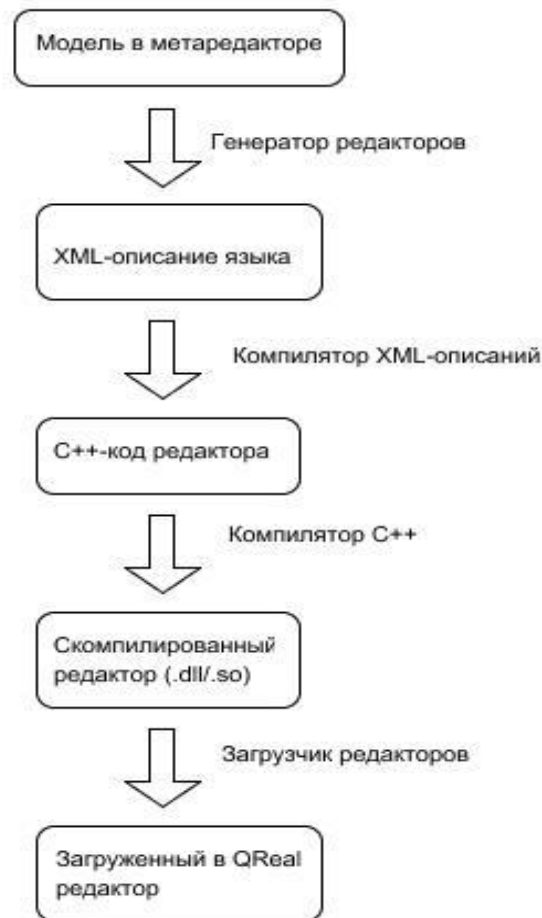 Модель в метаредакторе
Генератор редакторов
XML-описание языка
Компилятор XML-описаний
C++-код редактора
Компилятор C++
Скомпилированный
редактор (.dll/.so)
Загрузчик редакторов
Загруженный в QReal
редактор